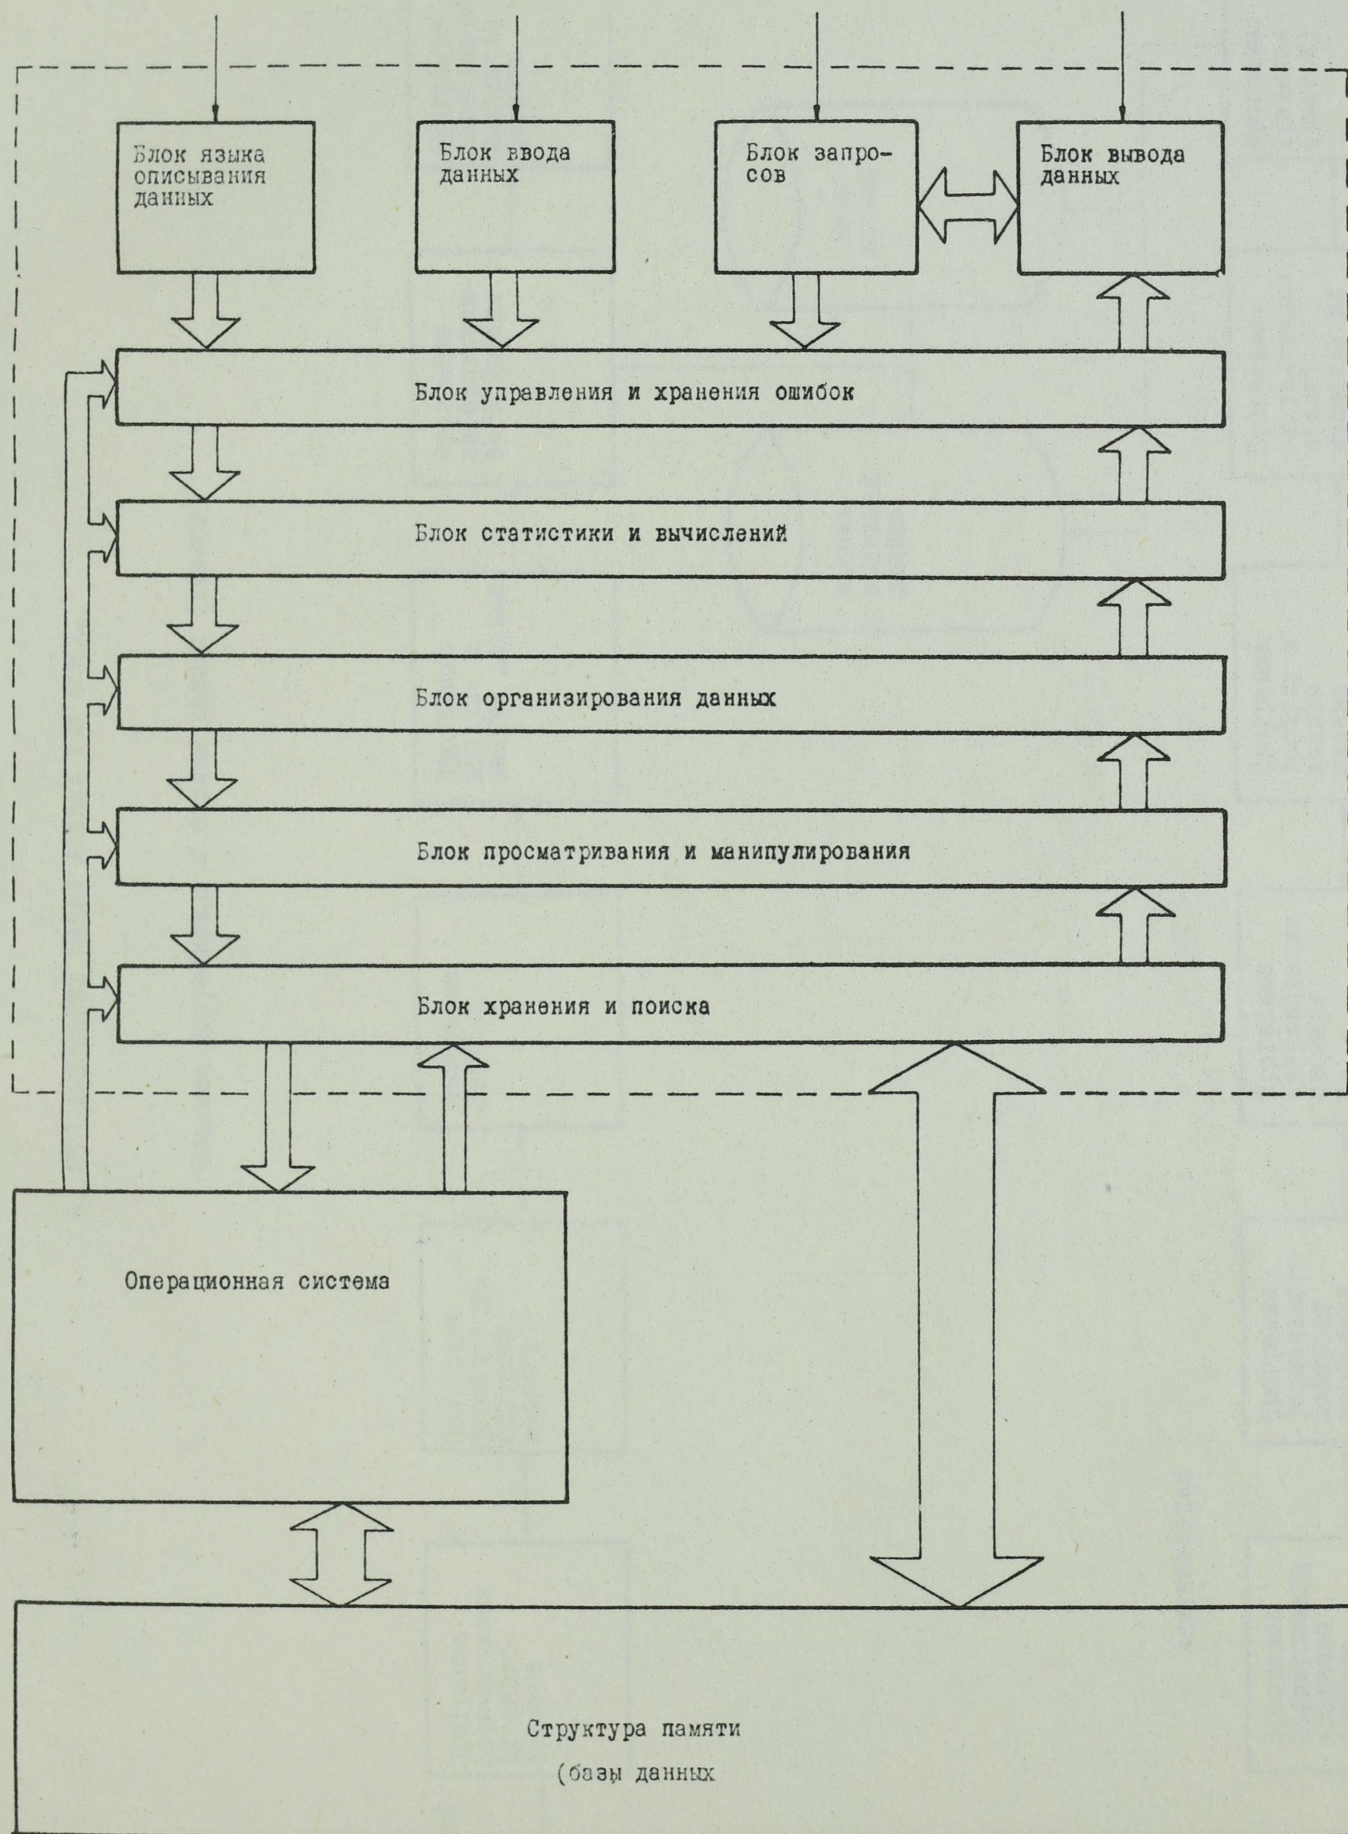 Блок языка
описывания
данных
Блок ввода
данных
Блок запро-
сов
Блок вывода
данных
Блок управления и хранения ошибок
Блок статистики и вычислений
Блок организирования данных
Блок просматривания и манипулирования
Блок хранения и поиска
Операционная система
Структура памяти
(базы данных